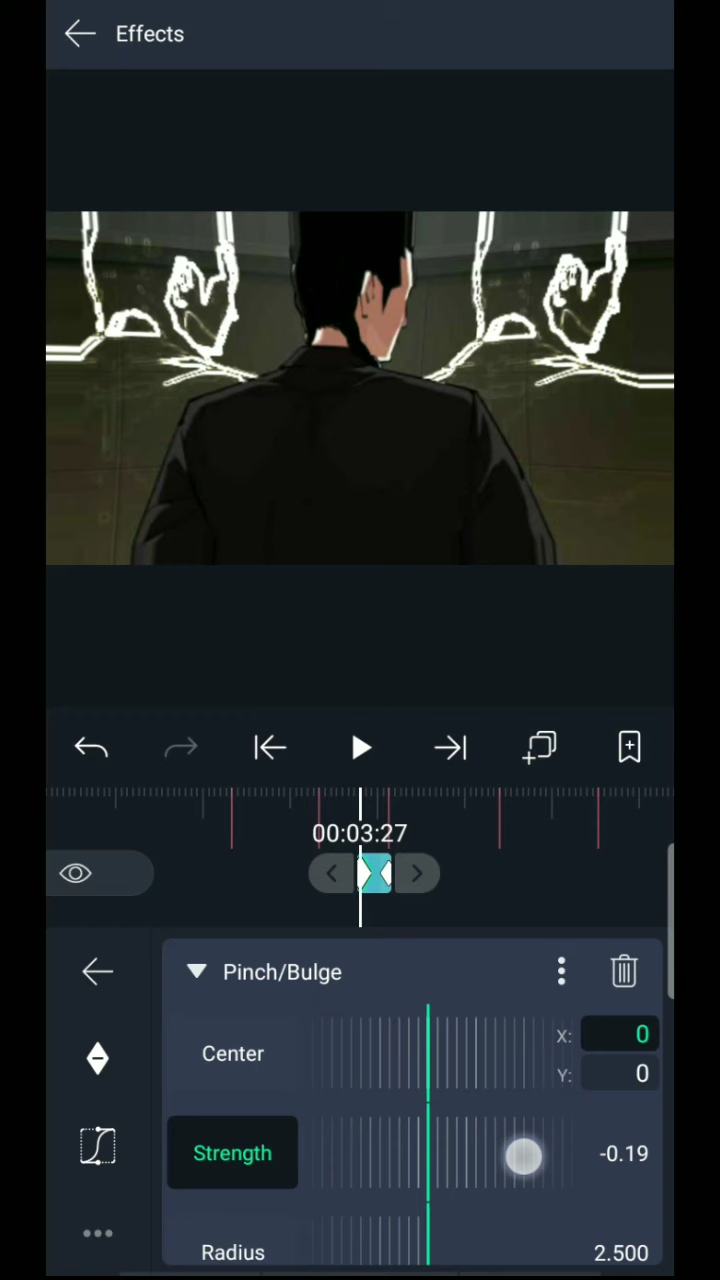 Effects
00:03:27
Pinch/Bulge
Center
X: 0
Y: 0
Strength
-0.19
Radius
2.500